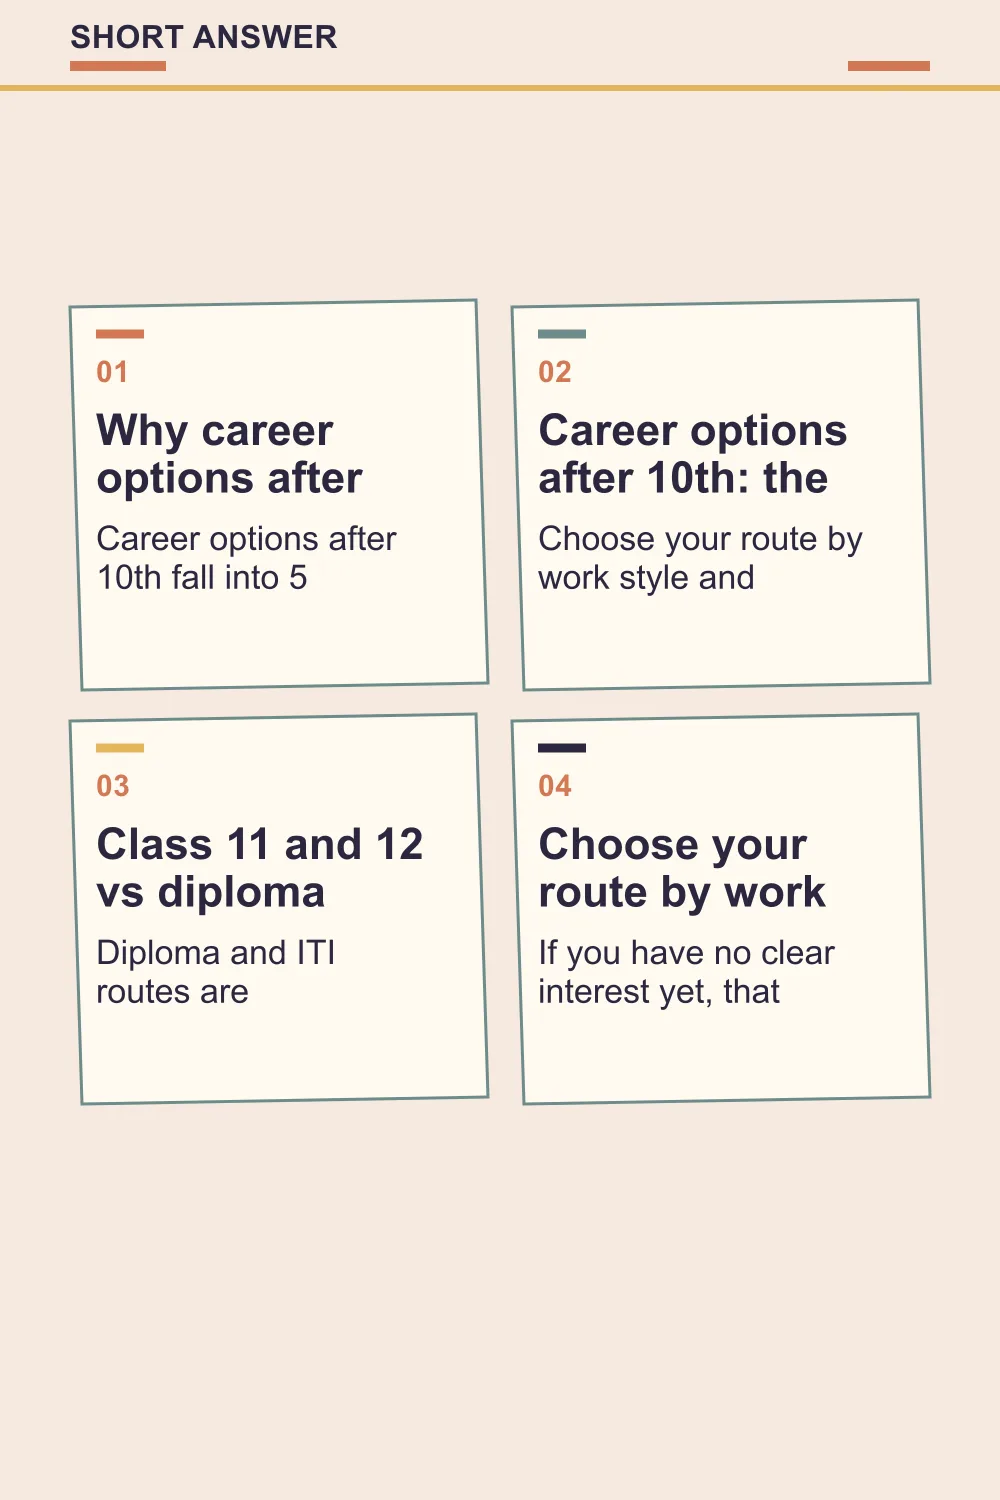 SHORT ANSWER
01
Why career
options after
Career options after
10th fall into 5
02
Career options
after 10th: the
Choose your route by
work style and
03
Class 11 and 12
vs diploma
Diploma and ITI
routes are
04
Choose your
route by work
If you have no clear
interest yet, that